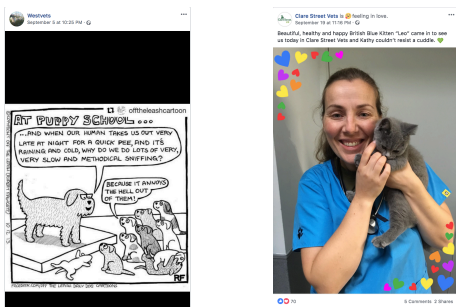 Westvets
September 5 at 10:25 PM ·
offtheleashcartoon
AT PUPPY SCHOOL...
...AND WHEN OUR HUMAN TAKES US OUT VERY
LATE AT NIGHT FOR A QUICK PEE, AND IT'S
RAINING AND COLD, WHY DO WE DO LOTS OF VERY,
VERY SLOW AND METHODICAL SNIFFING?
BECAUSE IT ANNOYS
THE HELL OUT
OF THEM!
RF
Clare Street Vets is feeling in love.
September 19 at 11:18 PM ·
Beautiful, healthy and happy British Blue Kitten "Leo" came in to see
us today in Clare Street Vets and Kathy couldn't resist a cuddle.
70
5 Comments 2 Shares